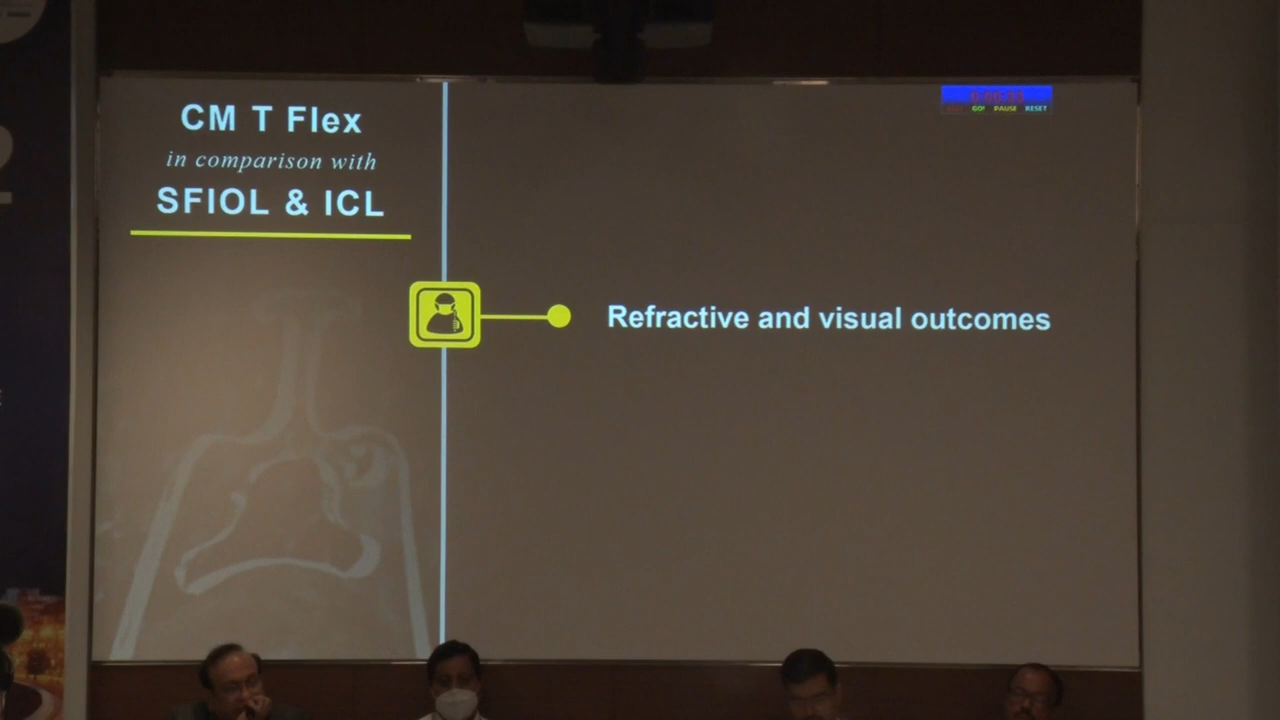 CM T Flex
in comparison with
SFIOL & ICL
Refractive and visual outcomes
GO! PAUSE RESET